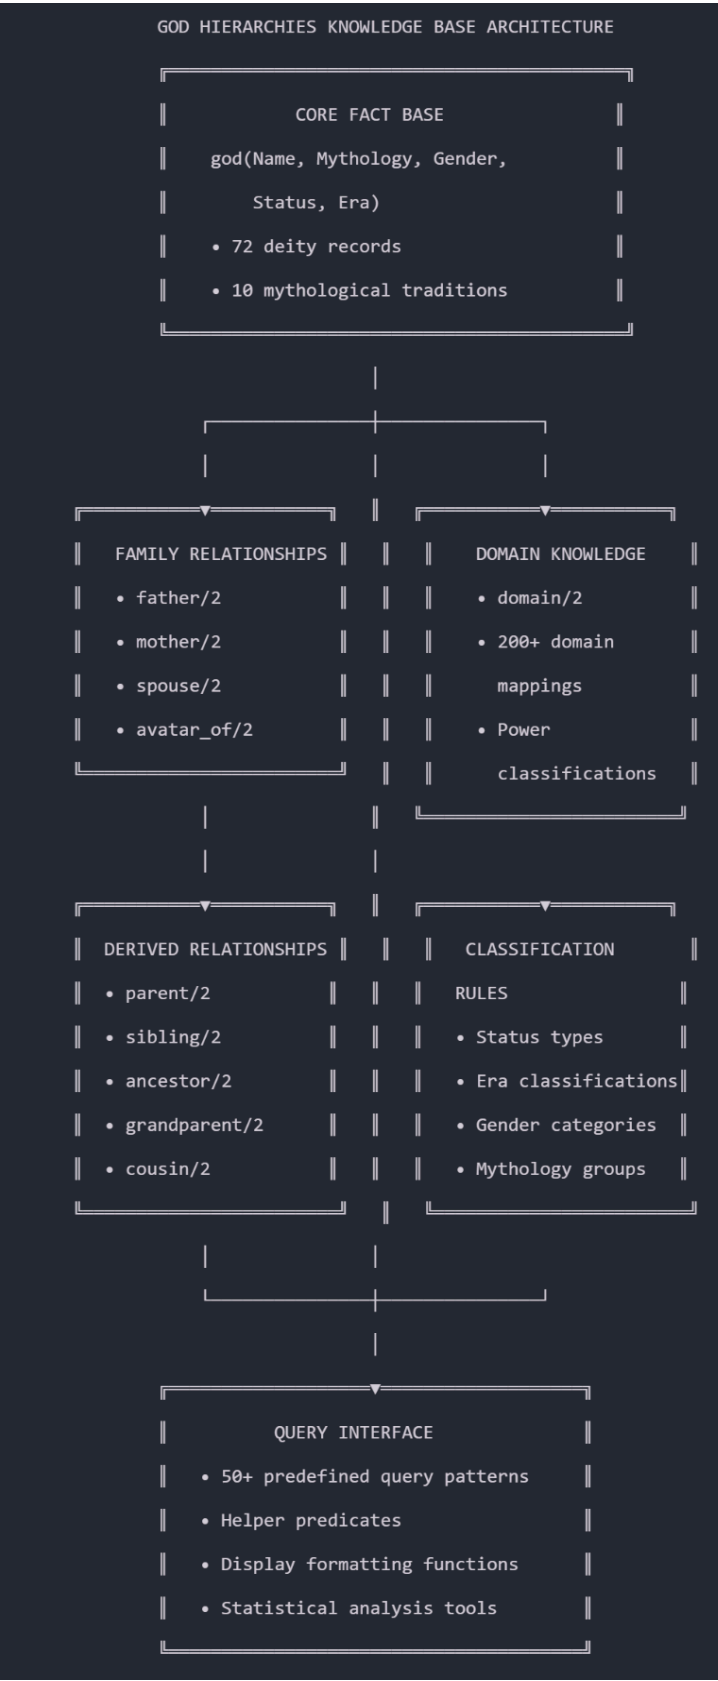 GOD HIERARCHIES KNOWLEDGE BASE ARCHITECTURE
CORE FACT BASE
god(Name, Mythology, Gender,
Status, Era)
• 72 deity records
• 10 mythological traditions
FAMILY RELATIONSHIPS
• father/2
• mother/2
• spouse/2
• avatar_of/2
DOMAIN KNOWLEDGE
• domain/2
• 200+ domain
mappings
• Power
classifications
DERIVED RELATIONSHIPS
• parent/2
• sibling/2
• ancestor/2
• grandparent/2
• cousin/2
CLASSIFICATION
RULES
• Status types
• Era classifications
• Gender categories
• Mythology groups
QUERY INTERFACE
• 50+ predefined query patterns
• Helper predicates
• Display formatting functions
• Statistical analysis tools